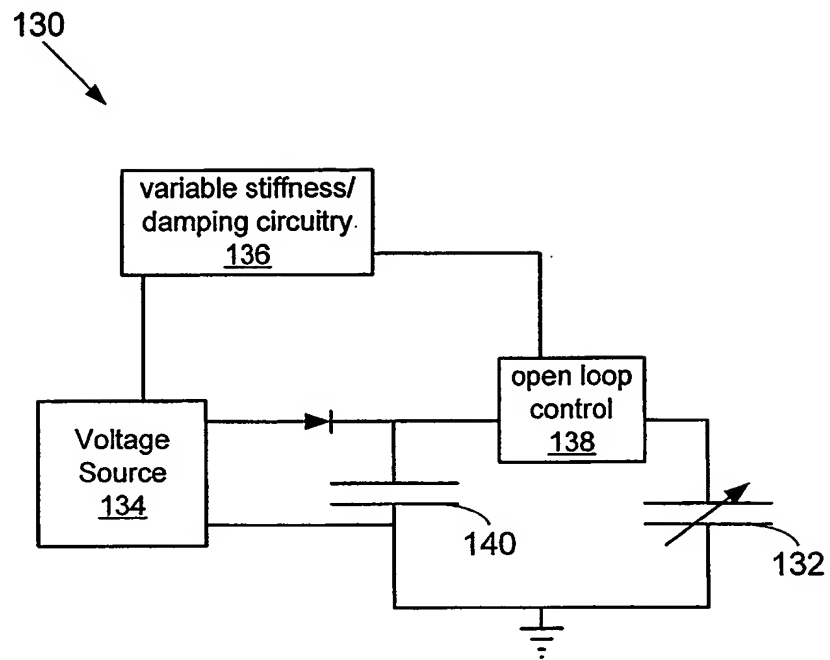 130
variable stiffness/
damping circuitry.
136
open loop
control
138
Voltage
Source
134
140
132